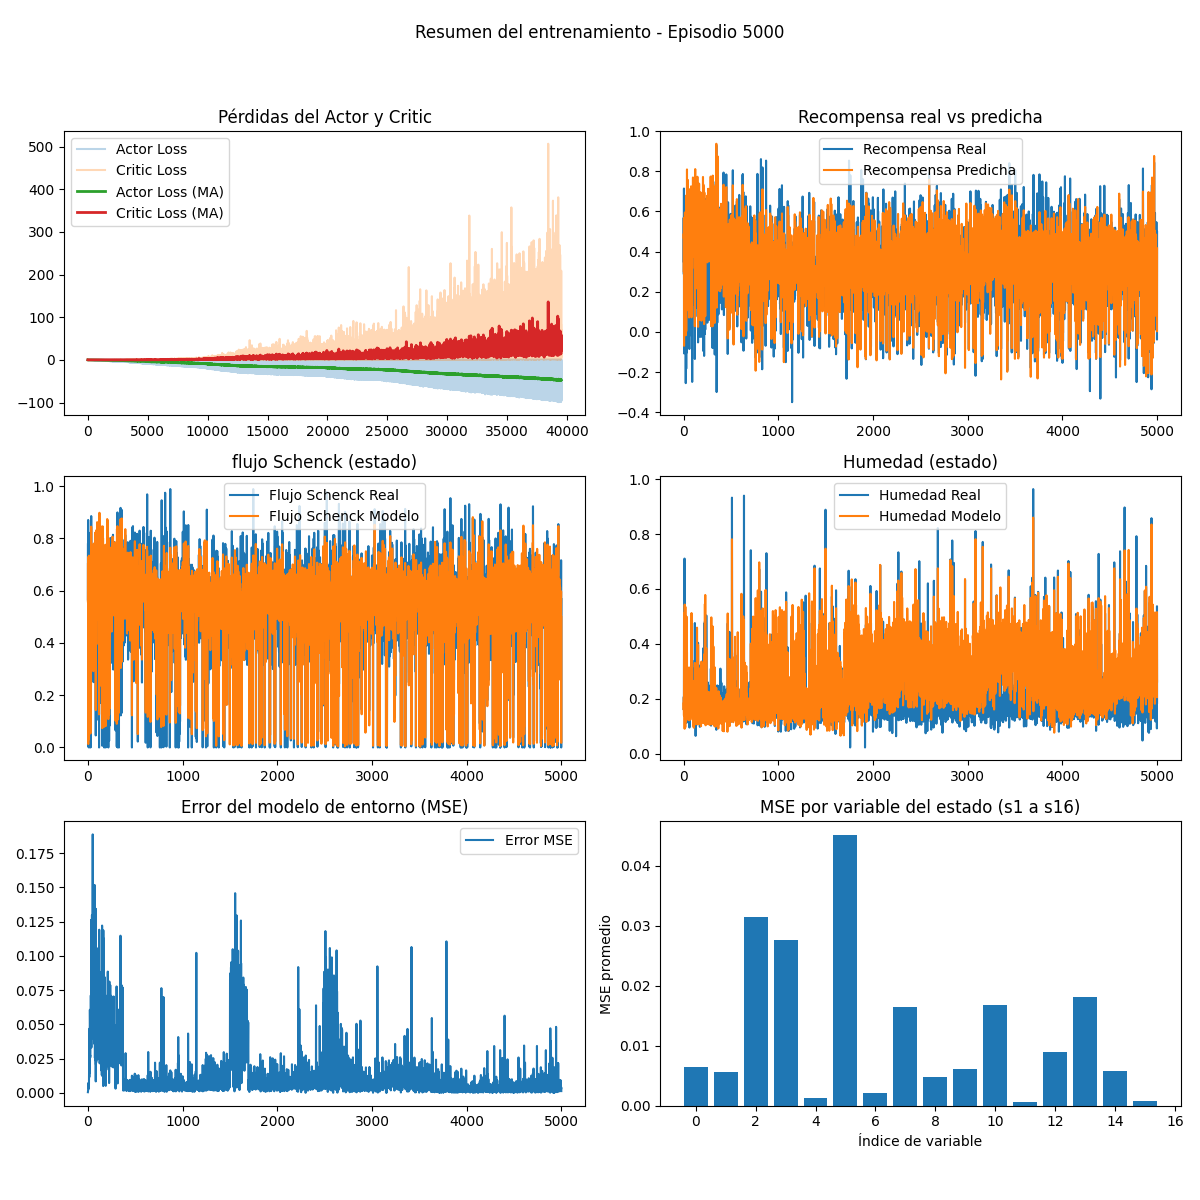 Resumen del entrenamiento - Episodio 5000
Pérdidas del Actor y Critic
Actor Loss
Critic Loss
Actor Loss (MA)
Critic Loss (MA)
500
400
300
200
100
0
−100
0 5000 10000 15000 20000 25000 30000 35000 40000
Recompensa real vs predicha
Recompensa Real
Recompensa Predicha
1.0
0.8
0.6
0.4
0.2
0.0
−0.2
−0.4
0 1000 2000 3000 4000 5000
flujo Schenck (estado)
Flujo Schenck Real
Flujo Schenck Modelo
1.0
0.8
0.6
0.4
0.2
0.0
0 1000 2000 3000 4000 5000
Humedad (estado)
Humedad Real
Humedad Modelo
1.0
0.8
0.6
0.4
0.2
0.0
0 1000 2000 3000 4000 5000
Error del modelo de entorno (MSE)
Error MSE
0.175
0.150
0.125
0.100
0.075
0.050
0.025
0.000
0 1000 2000 3000 4000 5000
MSE por variable del estado (s1 a s16)
MSE promedio
0.04
0.03
0.02
0.01
0.00
0 2 4 6 8 10 12 14 16
Índice de variable